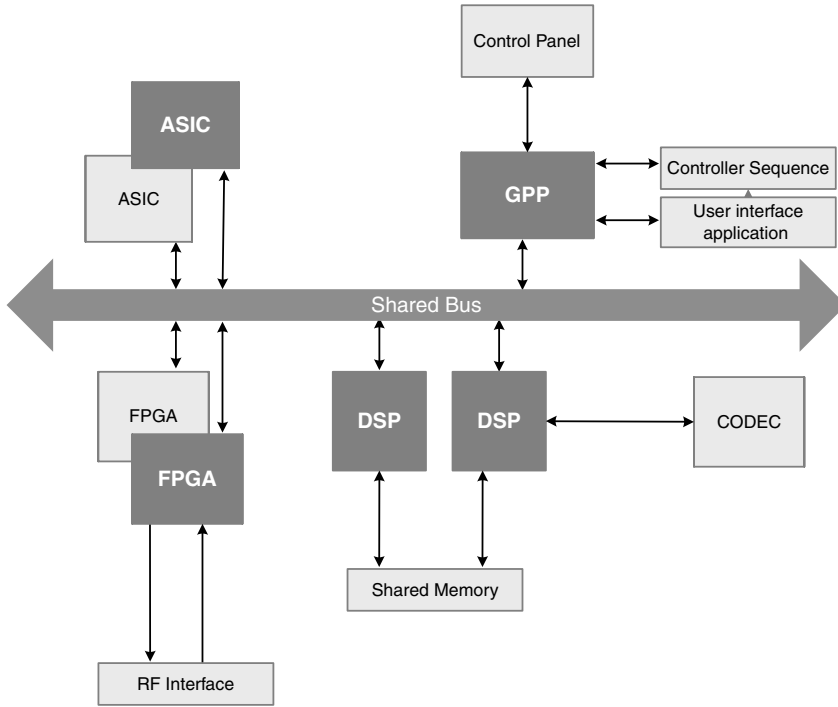 Control Panel
ASIC
ASIC
GPP
Controller Sequence
User interface
application
Shared Bus
FPGA
FPGA
DSP
DSP
CODEC
Shared Memory
RF Interface